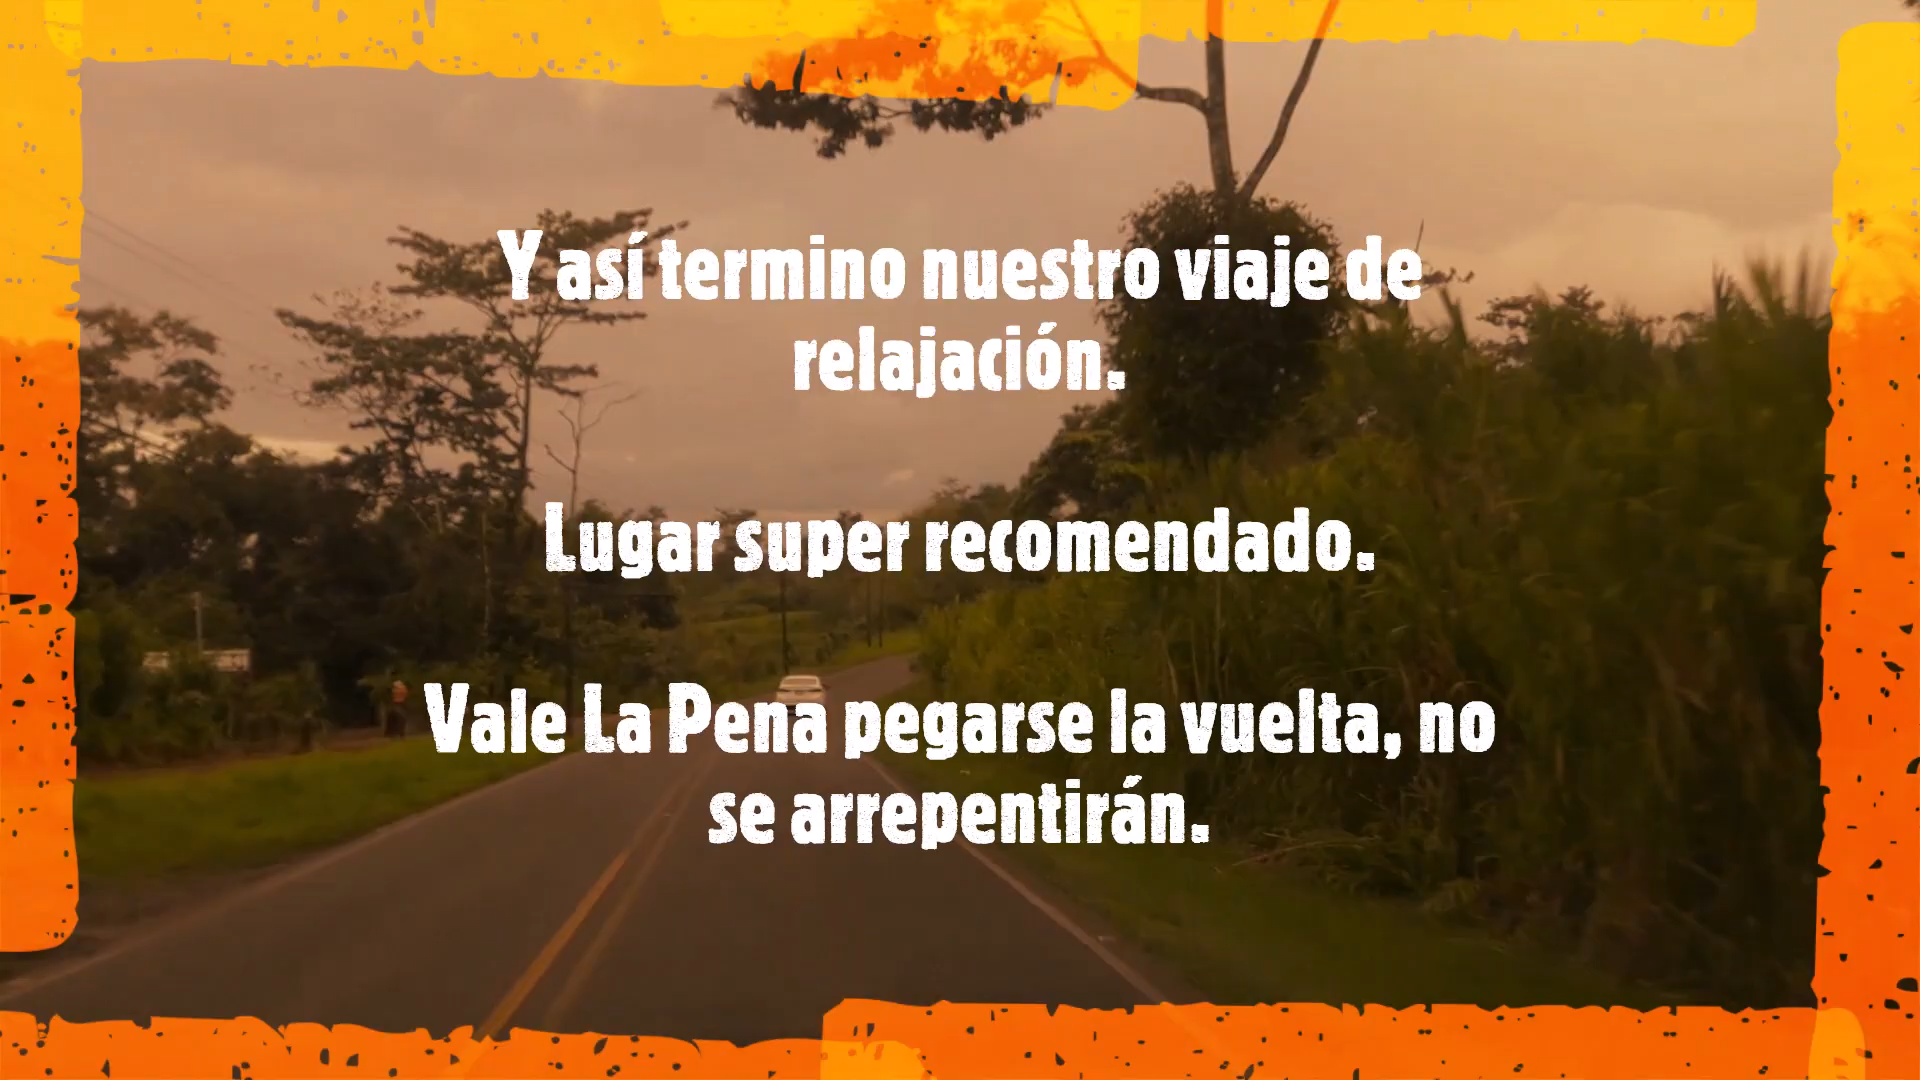 Y así termino nuestro viaje de
relajación.
Lugar super recomendado.
Vale La Pena pegarse la vuelta, no
se arrepentirán.